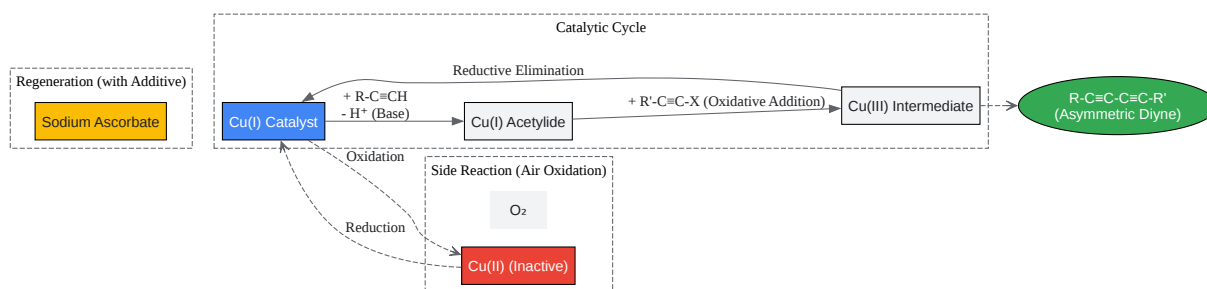 Catalytic Cycle
Regeneration (with Additive)
Sodium Ascorbate
Reductive Elimination
Cu(I) Catalyst
+ R-C≡CH
- H⁺ (Base)
Cu(I) Acetylide
+ R'-C≡C-X (Oxidative Addition)
Cu(III) Intermediate
R-C≡C-C≡C-R'
(Asymmetric Diyne)
Oxidation
Side Reaction (Air Oxidation)
O₂
Reduction
Cu(II) (Inactive)